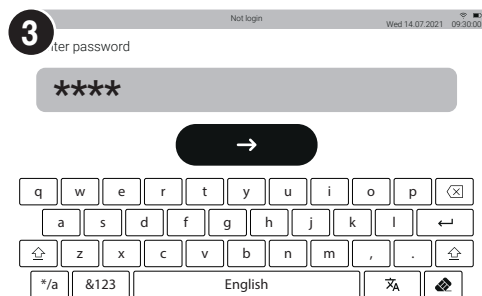 3
Not login
Wed 14.07.2021 09:30:00
ter password
****
→
q w e r t y u i o p
a s d f g h j k l
z x c v b n m , .
*/a &123 English